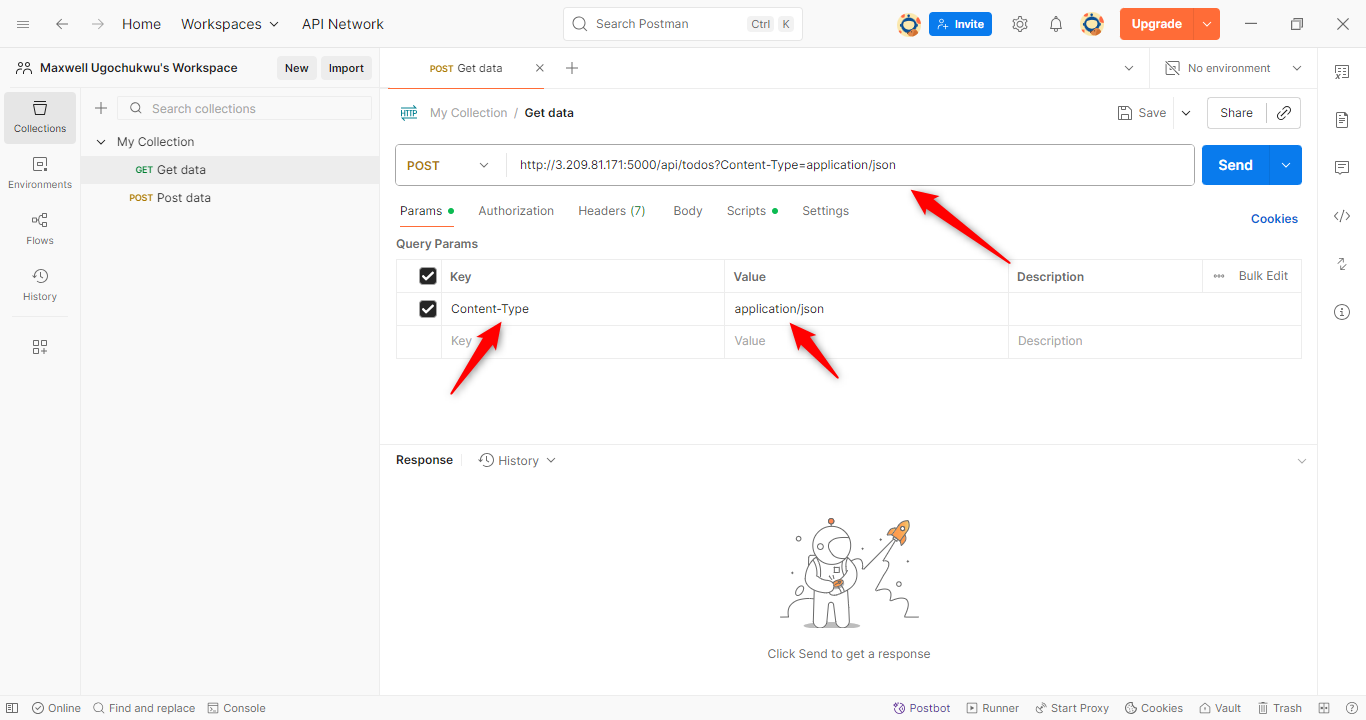 Home Workspaces API Network Search Postman Ctrl K Invite Upgrade
Maxwell Ugochukwu's Workspace New Import POST Get data No environment
Collections
Environments
Flows
History
Search collections
My Collection
GET Get data
POST Post data
HTTP My Collection / Get data Save Share
POST http://3.209.81.171:5000/api/todos?Content-Type=application/json Send
Params Authorization Headers (7) Body Scripts Settings Cookies
Query Params
Key Value Description Bulk Edit
Content-Type application/json
Key Value Description
Response History
Click Send to get a response
Online Find and replace Console Postbot Runner Start Proxy Cookies Vault Trash